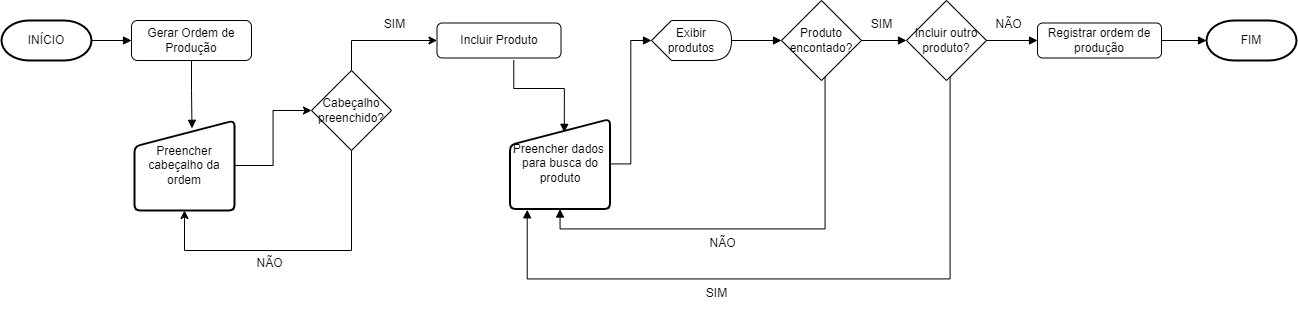 INÍCIO
Gerar Ordem de
Produção
Preencher
cabeçalho da
ordem
Cabeçalho
preenchido?
SIM
NÃO
Incluir Produto
Preencher dados
para busca do
produto
Exibir
produtos
Produto
encontado?
SIM
NÃO
Incluir outro
produto?
NÃO
SIM
Registrar ordem de
produção
FIM